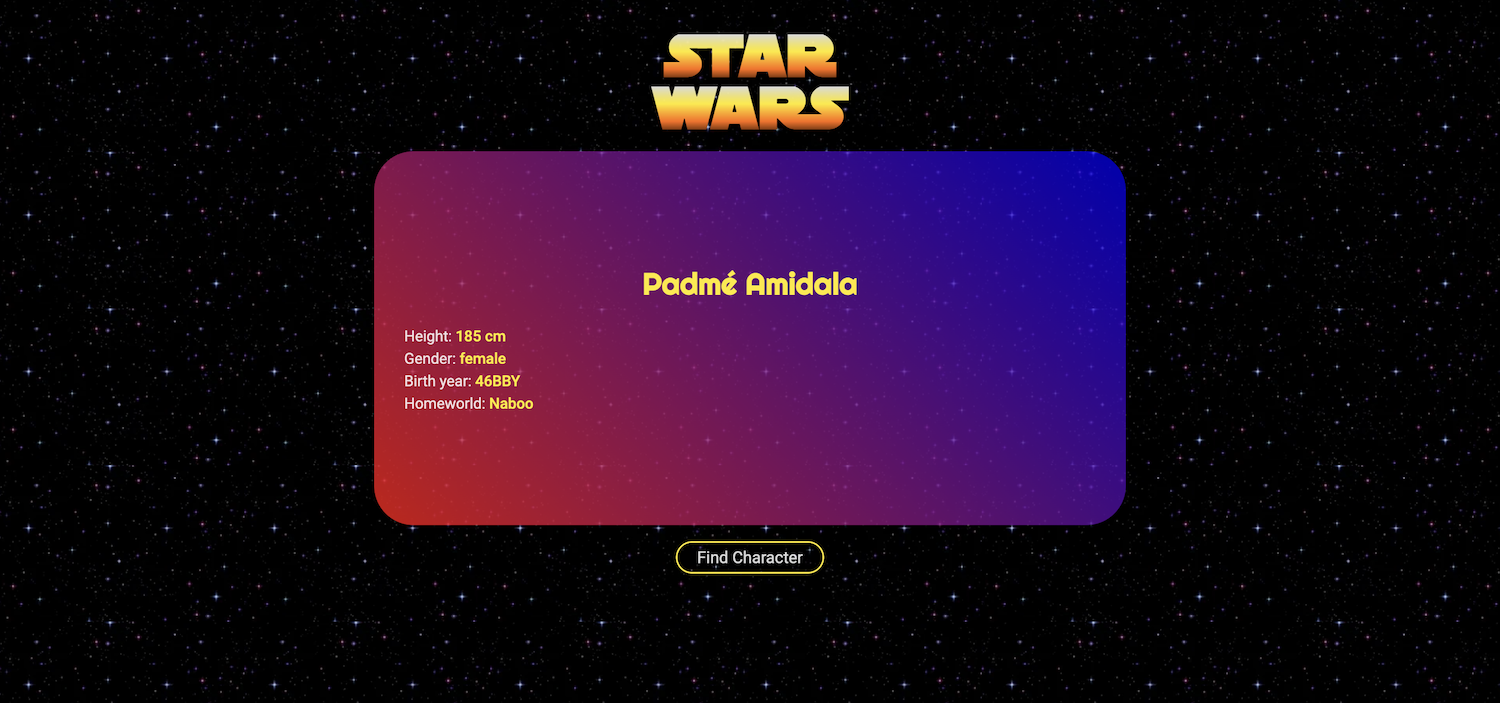 STAR
WARS
Padmé Amidala
Height: 185 cm
Gender: female
Birth year: 46BBY
Homeworld: Naboo
Find Character